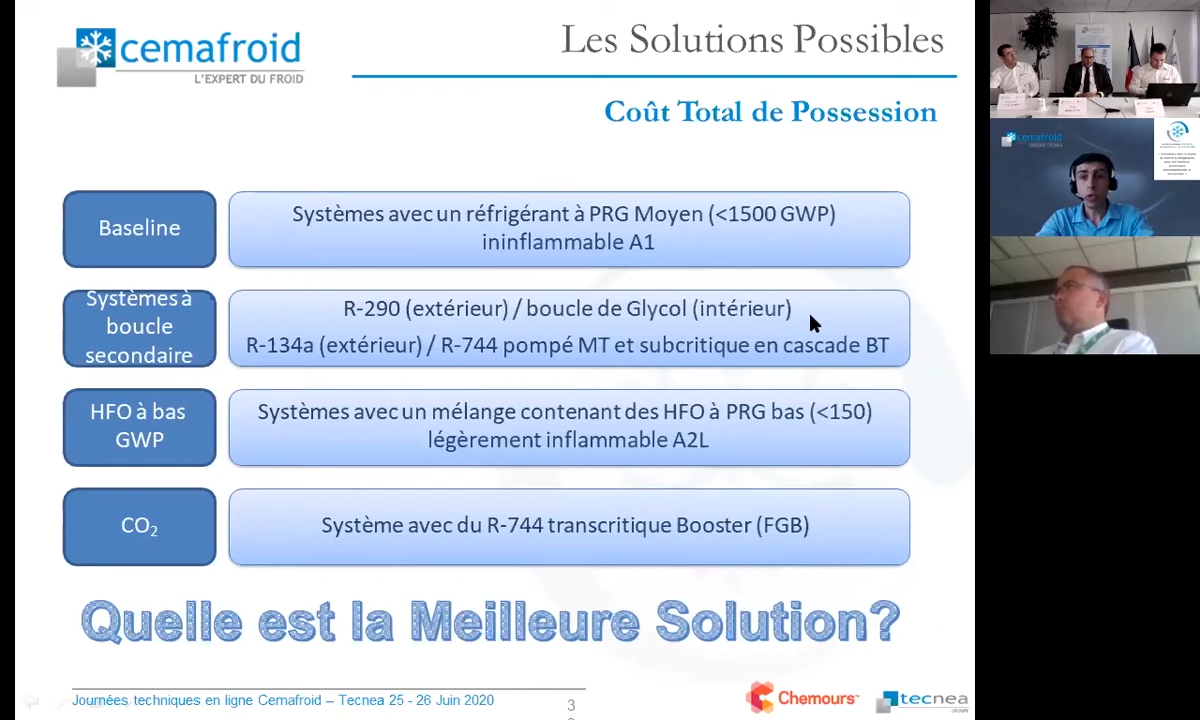 cemafroid
L'EXPERT DU FROID
Les Solutions Possibles
Coût Total de Possession
Baseline
Systèmes avec un réfrigérant à PRG Moyen (<1500 GWP)
ininflammable A1
Systèmes à
boucle
secondaire
R-290 (extérieur) / boucle de Glycol (intérieur)
R-134a (extérieur) / R-744 pompé MT et subcritique en cascade BT
HFO à bas
GWP
Systèmes avec un mélange contenant des HFO à PRG bas (<150)
légèrement inflammable A2L
CO₂
Système avec du R-744 transcritique Booster (FGB)
Quelle est la Meilleure Solution?
Journées techniques en ligne Cemafroid – Tecnea 25 - 26 Juin 2020
3
Chemours™
tecnea
cemafroid